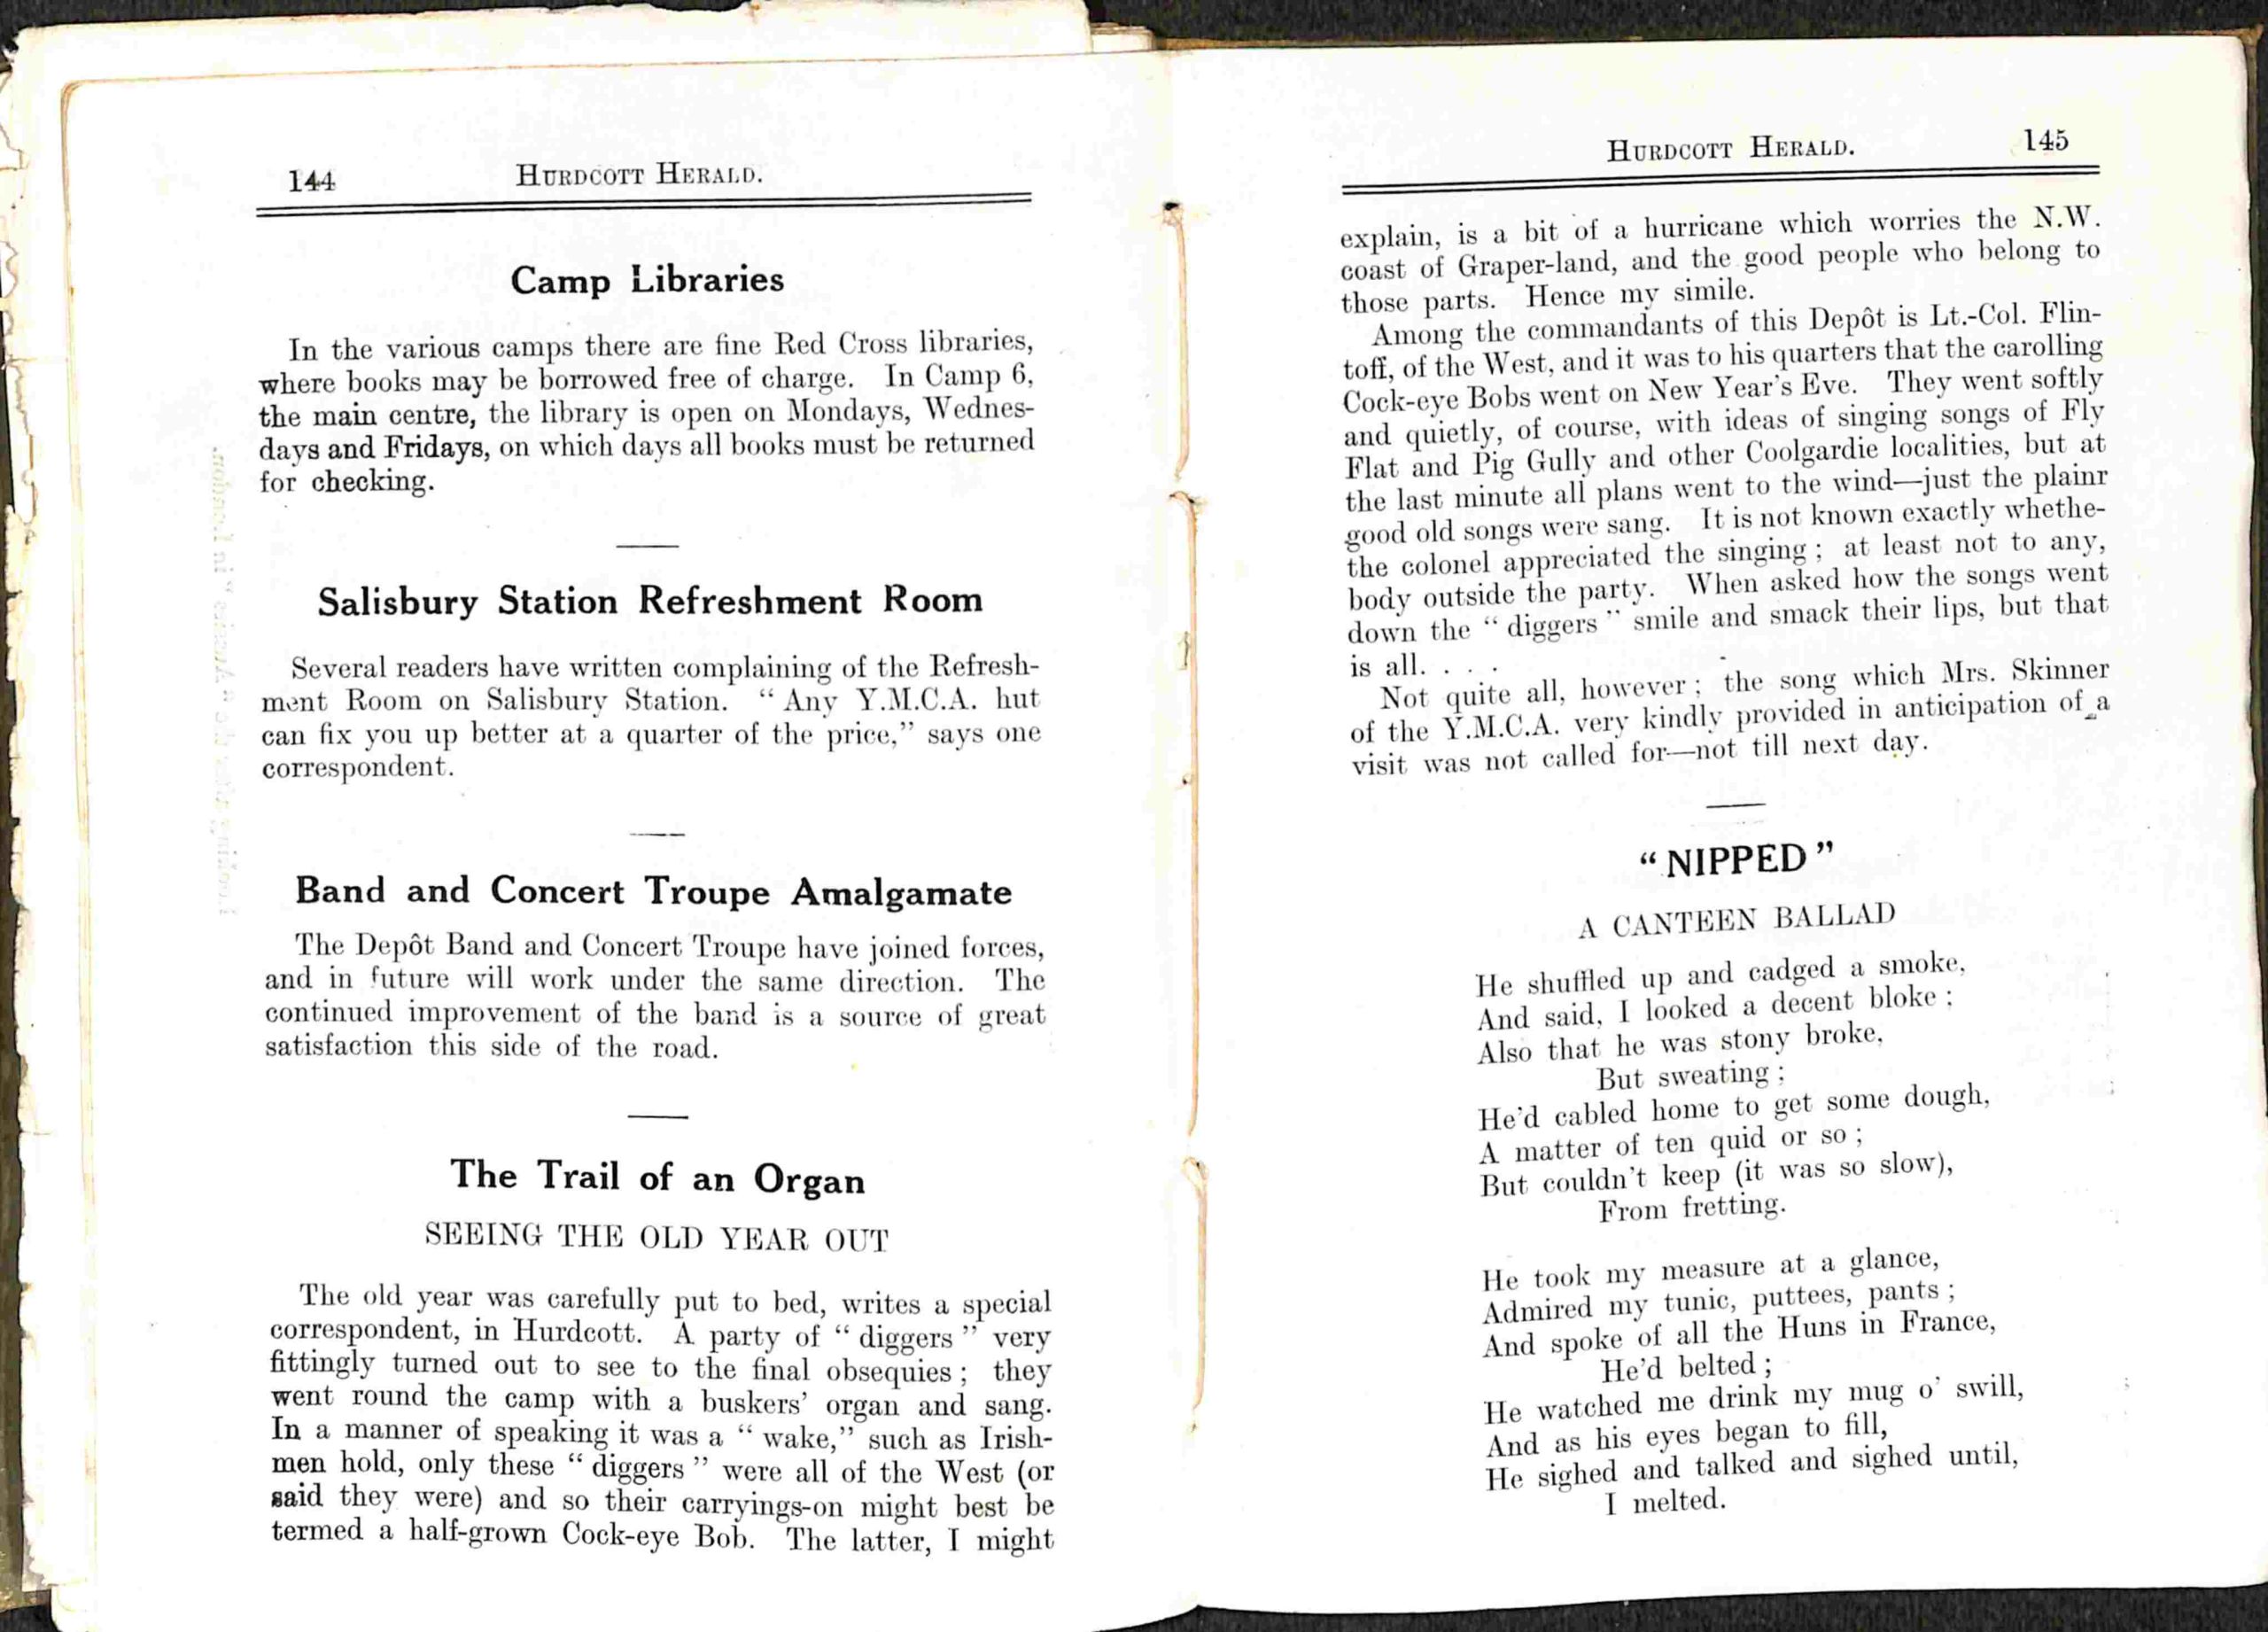 144 HURDCOTT HERALD.
Camp Libraries
In the various camps there are fine Red Cross libraries,
where books may be borrowed free of charge. In Camp 6,
the main centre, the library is open on Mondays, Wednes-
days and Fridays, on which days all books must be returned
for checking.
Salisbury Station Refreshment Room
Several readers have written complaining of the Refresh-
ment Room on Salisbury Station. “ Any Y.M.C.A. hut
can fix you up better at a quarter of the price,” says one
correspondent.
Band and Concert Troupe Amalgamate
The Depôt Band and Concert Troupe have joined forces,
and in future will work under the same direction. The
continued improvement of the band is a source of great
satisfaction this side of the road.
The Trail of an Organ
SEEING THE OLD YEAR OUT
The old year was carefully put to bed, writes a special
correspondent, in Hurdcott. A party of “ diggers ” very
fittingly turned out to see to the final obsequies ; they
went round the camp with a buskers’ organ and sang.
In a manner of speaking it was a “ wake,” such as Irish-
men hold, only these “ diggers ” were all of the West (or
said they were) and so their carryings-on might best be
termed a half-grown Cock-eye Bob. The latter, I might
HURDCOTT HERALD. 145
explain, is a bit of a hurricane which worries the N.W.
coast of Graper-land, and the good people who belong to
those parts. Hence my simile.
Among the commandants of this Depôt is Lt.-Col. Flin-
toff, of the West, and it was to his quarters that the carolling
Cock-eye Bobs went on New Year’s Eve. They went softly
and quietly, of course, with ideas of singing songs of Fly
Flat and Pig Gully and other Coolgardie localities, but at
the last minute all plans went to the wind—just the plainr
good old songs were sang. It is not known exactly whethe-
the colonel appreciated the singing ; at least not to any,
body outside the party. When asked how the songs went
down the “ diggers ” smile and smack their lips, but that
is all. . . .
Not quite all, however ; the song which Mrs. Skinner
of the Y.M.C.A. very kindly provided in anticipation of a
visit was not called for—not till next day.
“ NIPPED ”
A CANTEEN BALLAD
He shuffled up and cadged a smoke,
And said, I looked a decent bloke ;
Also that he was stony broke,
But sweating ;
He’d cabled home to get some dough,
A matter of ten quid or so ;
But couldn’t keep (it was so slow),
From fretting.
He took my measure at a glance,
Admired my tunic, puttees, pants ;
And spoke of all the Huns in France,
He’d belted ;
He watched me drink my mug o’ swill,
And as his eyes began to fill,
He sighed and talked and sighed until,
I melted.